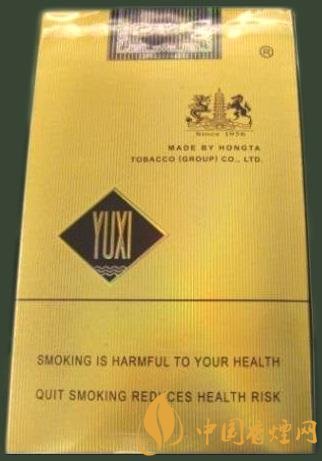 ®
Since 1956
MADE BY HONGTA
TOBACCO (GROUP) CO., LTD.
YUXI
SMOKING IS HARMFUL TO YOUR HEALTH
QUIT SMOKING REDUCES HEALTH RISK
中国香烟网